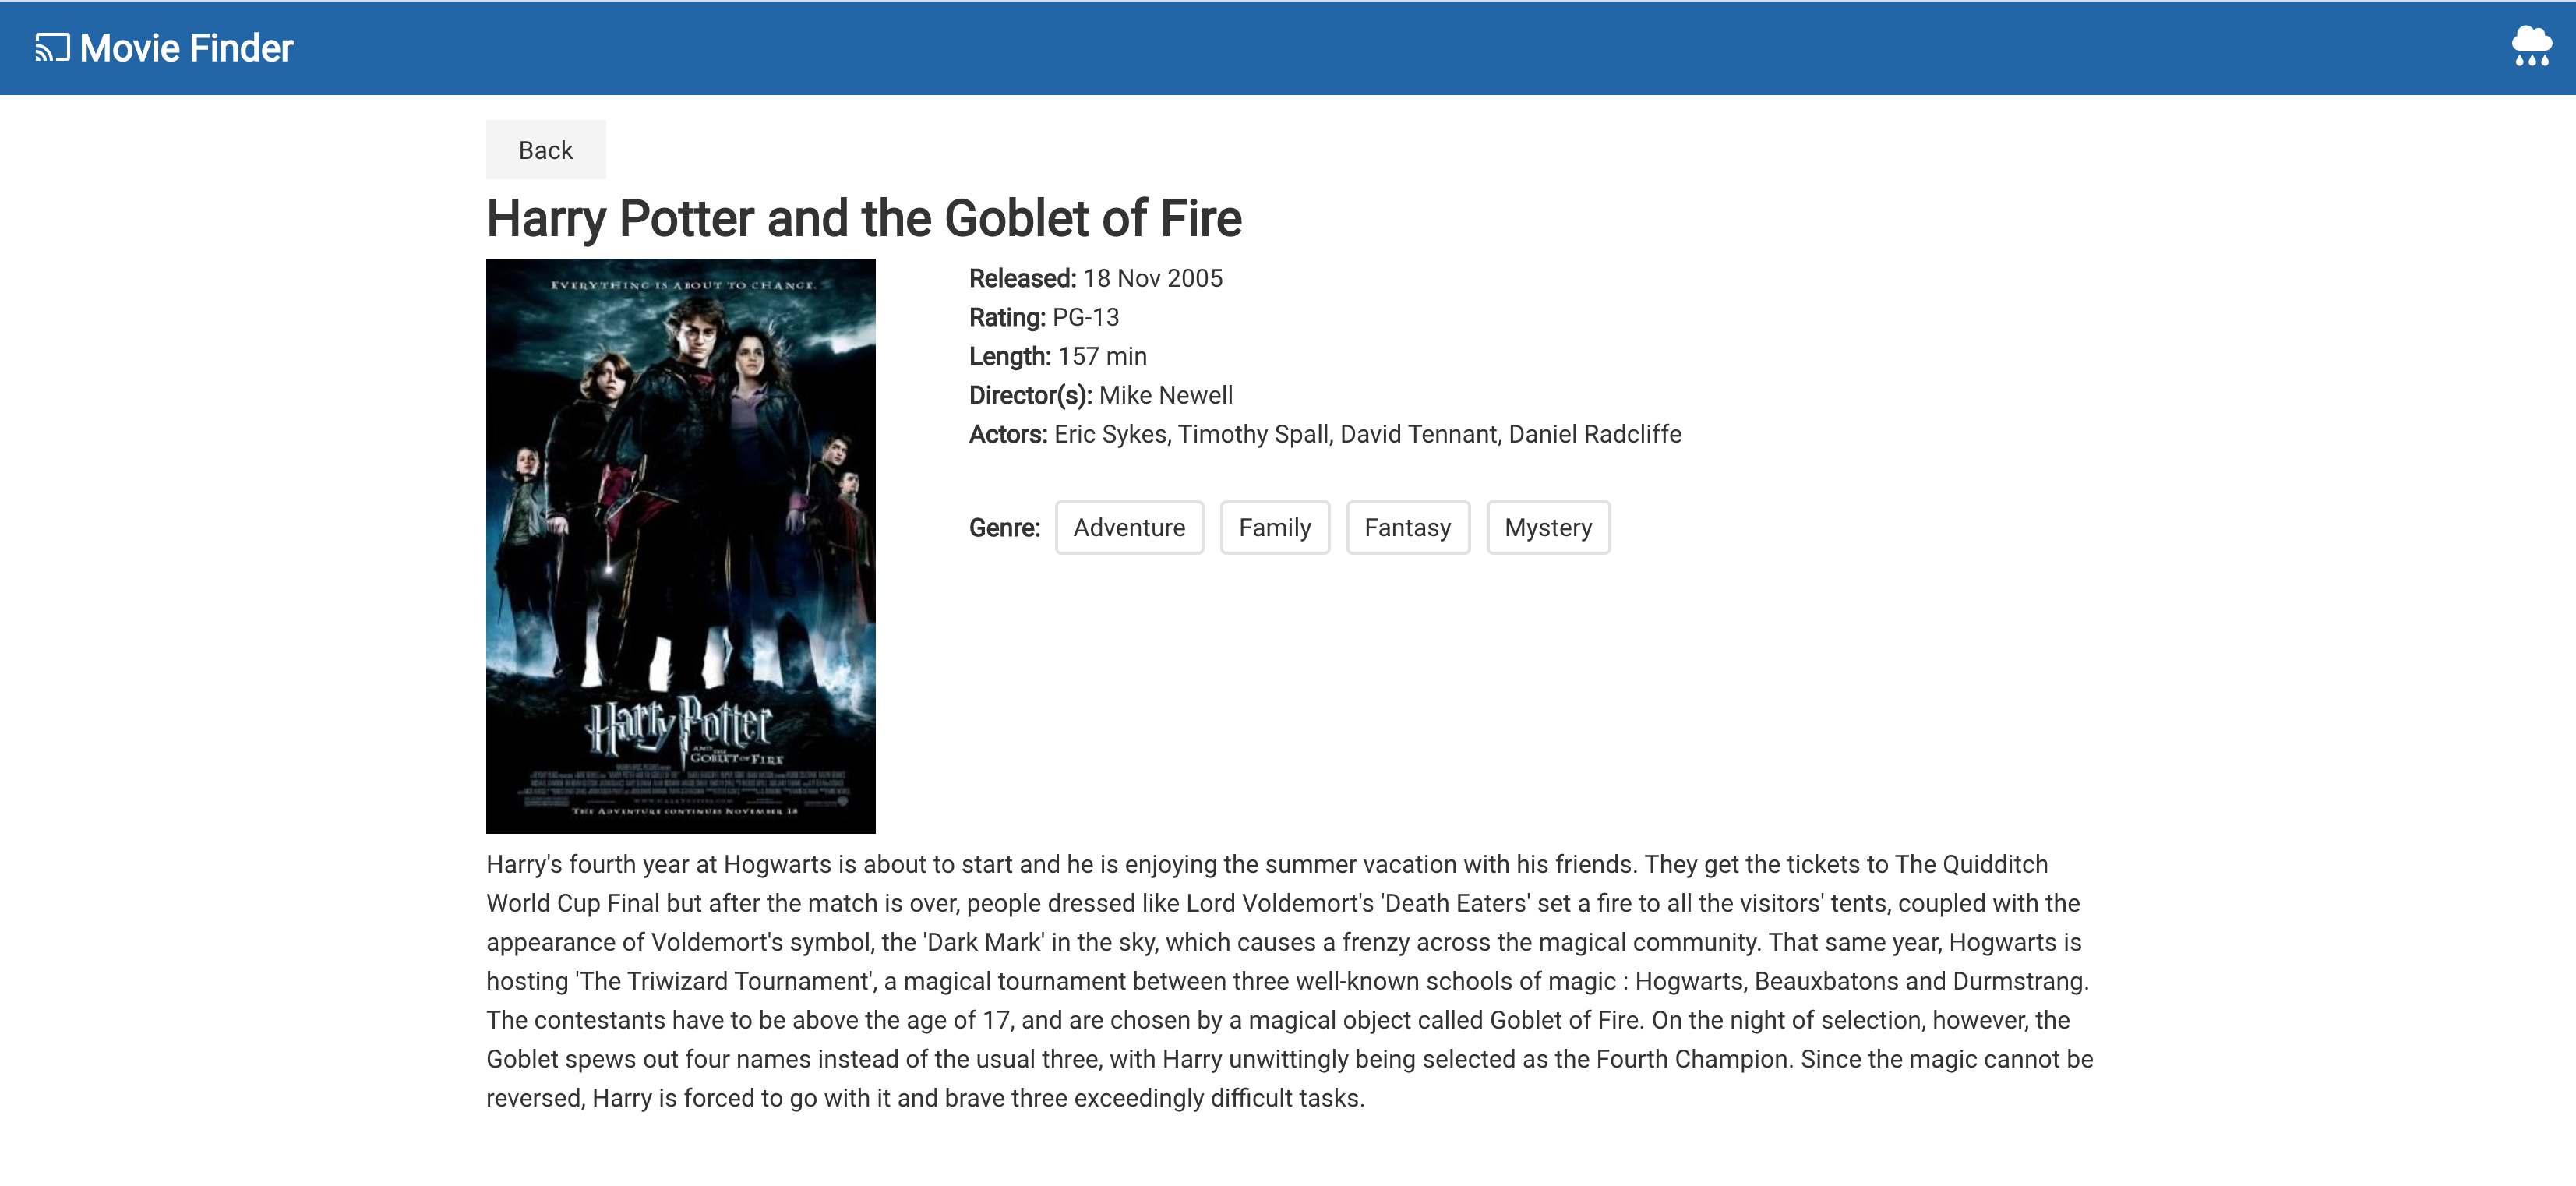 Movie Finder
Back
Harry Potter and the Goblet of Fire
EVERYTHING IS ABOUT TO CHANGE.
Harry Potter
AND THE
GOBLET OF FIRE
THE ADVENTURE CONTINUES NOVEMBER 18
Released: 18 Nov 2005
Rating: PG-13
Length: 157 min
Director(s): Mike Newell
Actors: Eric Sykes, Timothy Spall, David Tennant, Daniel Radcliffe
Genre: Adventure Family Fantasy Mystery
Harry's fourth year at Hogwarts is about to start and he is enjoying the summer vacation with his friends. They get the tickets to The Quidditch
World Cup Final but after the match is over, people dressed like Lord Voldemort's 'Death Eaters' set a fire to all the visitors' tents, coupled with the
appearance of Voldemort's symbol, the 'Dark Mark' in the sky, which causes a frenzy across the magical community. That same year, Hogwarts is
hosting 'The Triwizard Tournament', a magical tournament between three well-known schools of magic : Hogwarts, Beauxbatons and Durmstrang.
The contestants have to be above the age of 17, and are chosen by a magical object called Goblet of Fire. On the night of selection, however, the
Goblet spews out four names instead of the usual three, with Harry unwittingly being selected as the Fourth Champion. Since the magic cannot be
reversed, Harry is forced to go with it and brave three exceedingly difficult tasks.